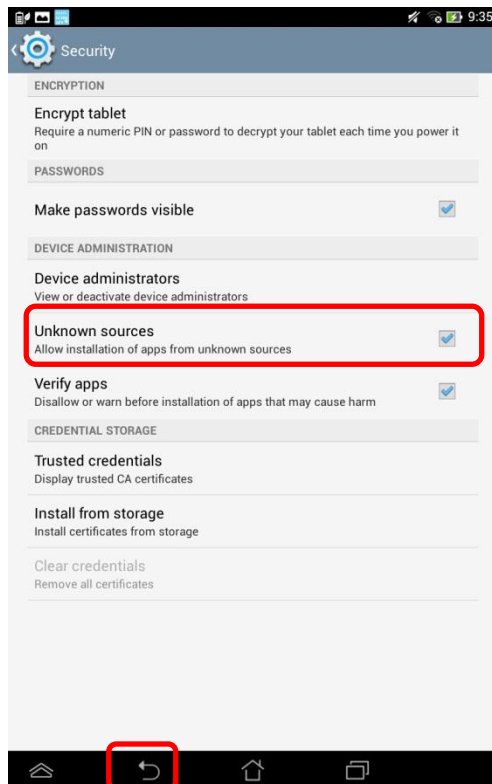 9:35
Security
ENCRYPTION
Encrypt tablet
Require a numeric PIN or password to decrypt your tablet each time you power it
on
PASSWORDS
Make passwords visible
DEVICE ADMINISTRATION
Device administrators
View or deactivate device administrators
Unknown sources
Allow installation of apps from unknown sources
Verify apps
Disallow or warn before installation of apps that may cause harm
CREDENTIAL STORAGE
Trusted credentials
Display trusted CA certificates
Install from storage
Install certificates from storage
Clear credentials
Remove all certificates